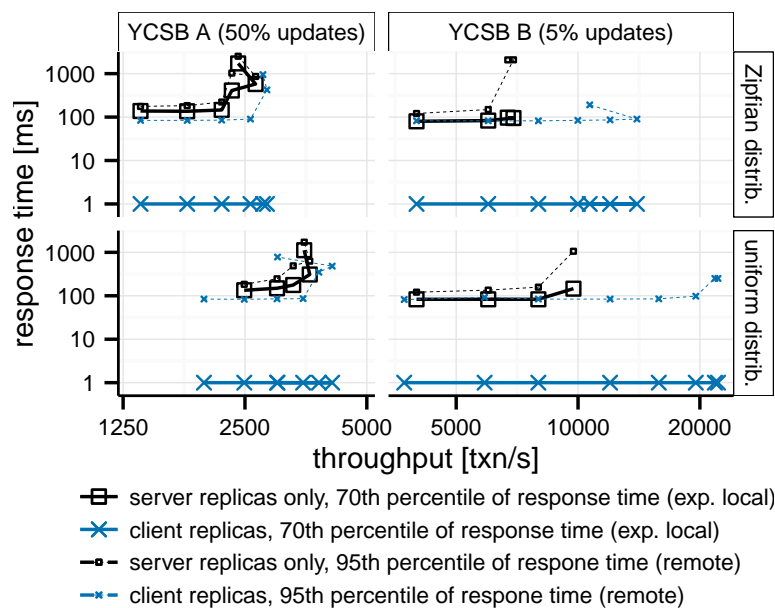 YCSB A (50% updates)
YCSB B (5% updates)
response time [ms]
1000
100
10
1
Zipfian distrib.
1000
100
10
1
uniform distrib.
1250
2500
5000
5000
10000
20000
throughput [txn/s]
server replicas only, 70th percentile of response time (exp. local)
client replicas, 70th percentile of response time (exp. local)
server replicas only, 95th percentile of respone time (remote)
client replicas, 95th percentile of respone time (remote)